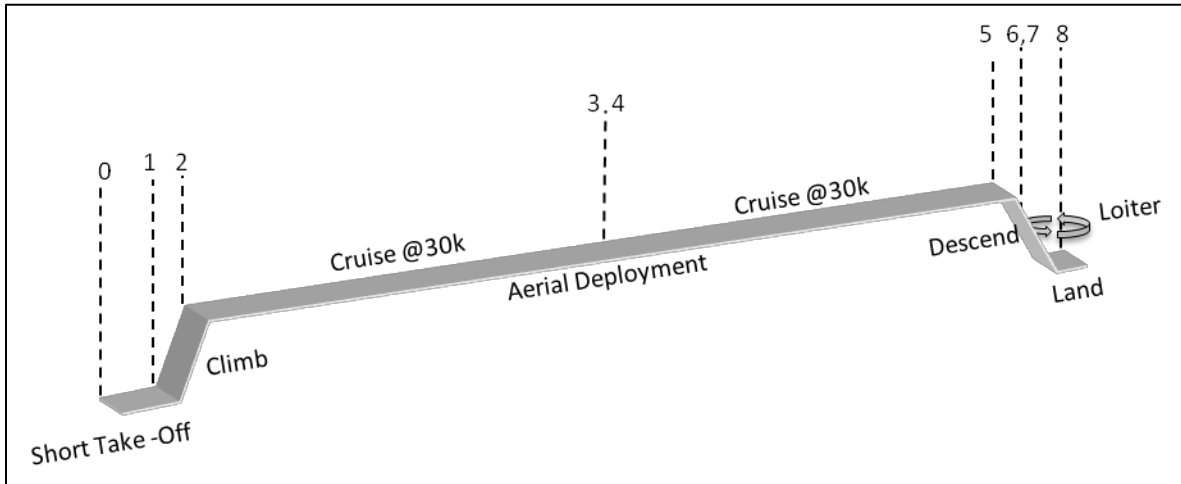 0
1
2
3.4
5
6,7
8
Cruise @30k
Cruise @30k
Loiter
Descend
Aerial Deployment
Land
Climb
Short Take -Off